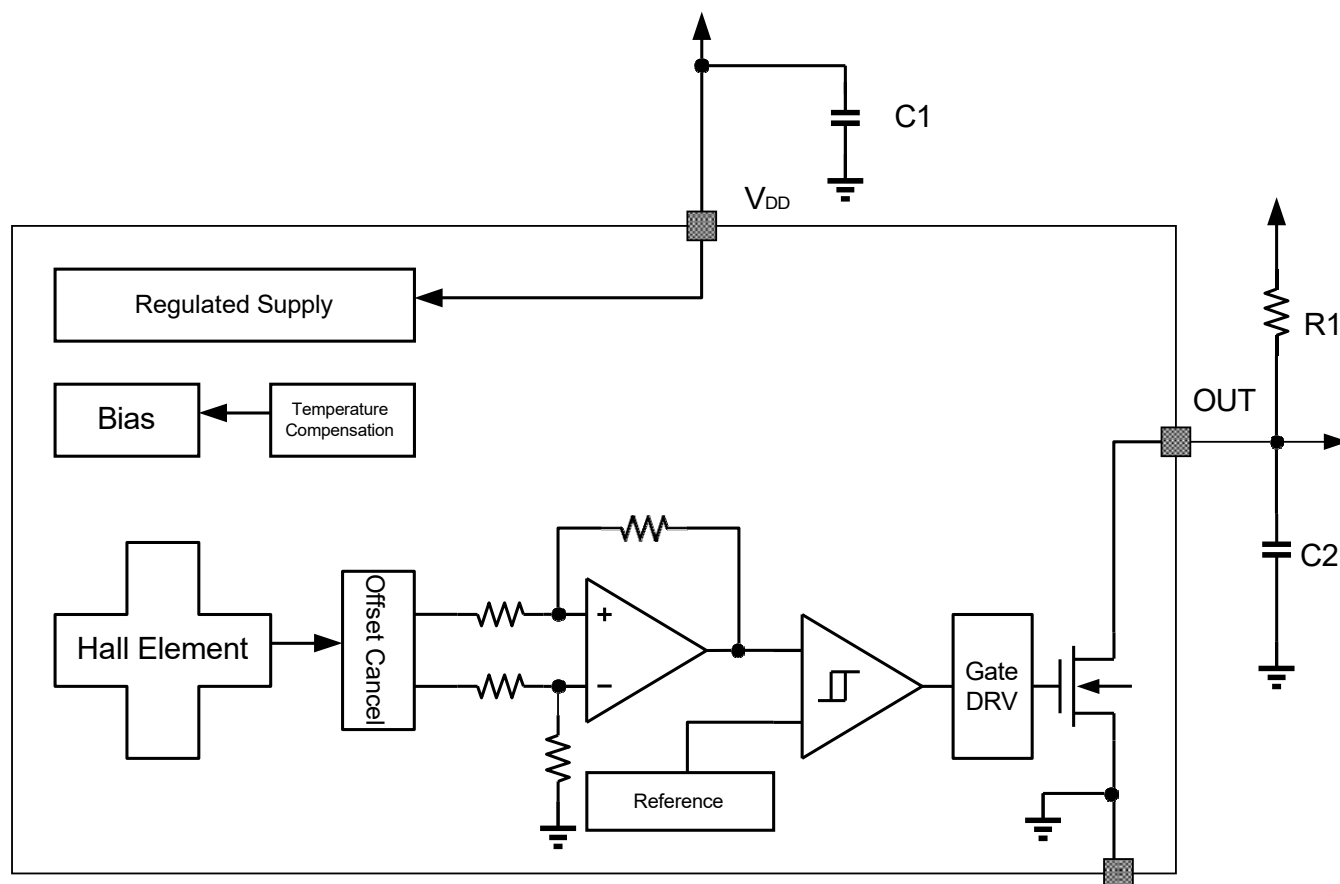 C1
VDD
Regulated Supply
R1
Bias
Temperature
Compensation
OUT
C2
Hall Element
Offset Cancel
+
−
Gate
DRV
Reference